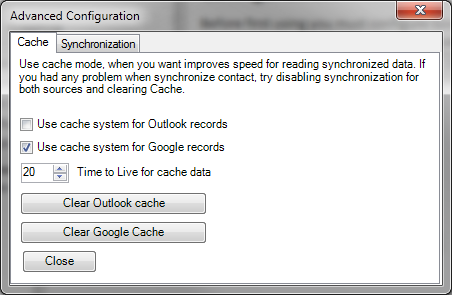 Advanced Configuration
Cache Synchronization
Use cache mode, when you want improves speed for reading synchronized data. If
you had any problem when synchronize contact, try disabling synchronization for
both sources and clearing Cache.
Use cache system for Outlook records
Use cache system for Google records
20 Time to Live for cache data
Clear Outlook cache
Clear Google Cache
Close